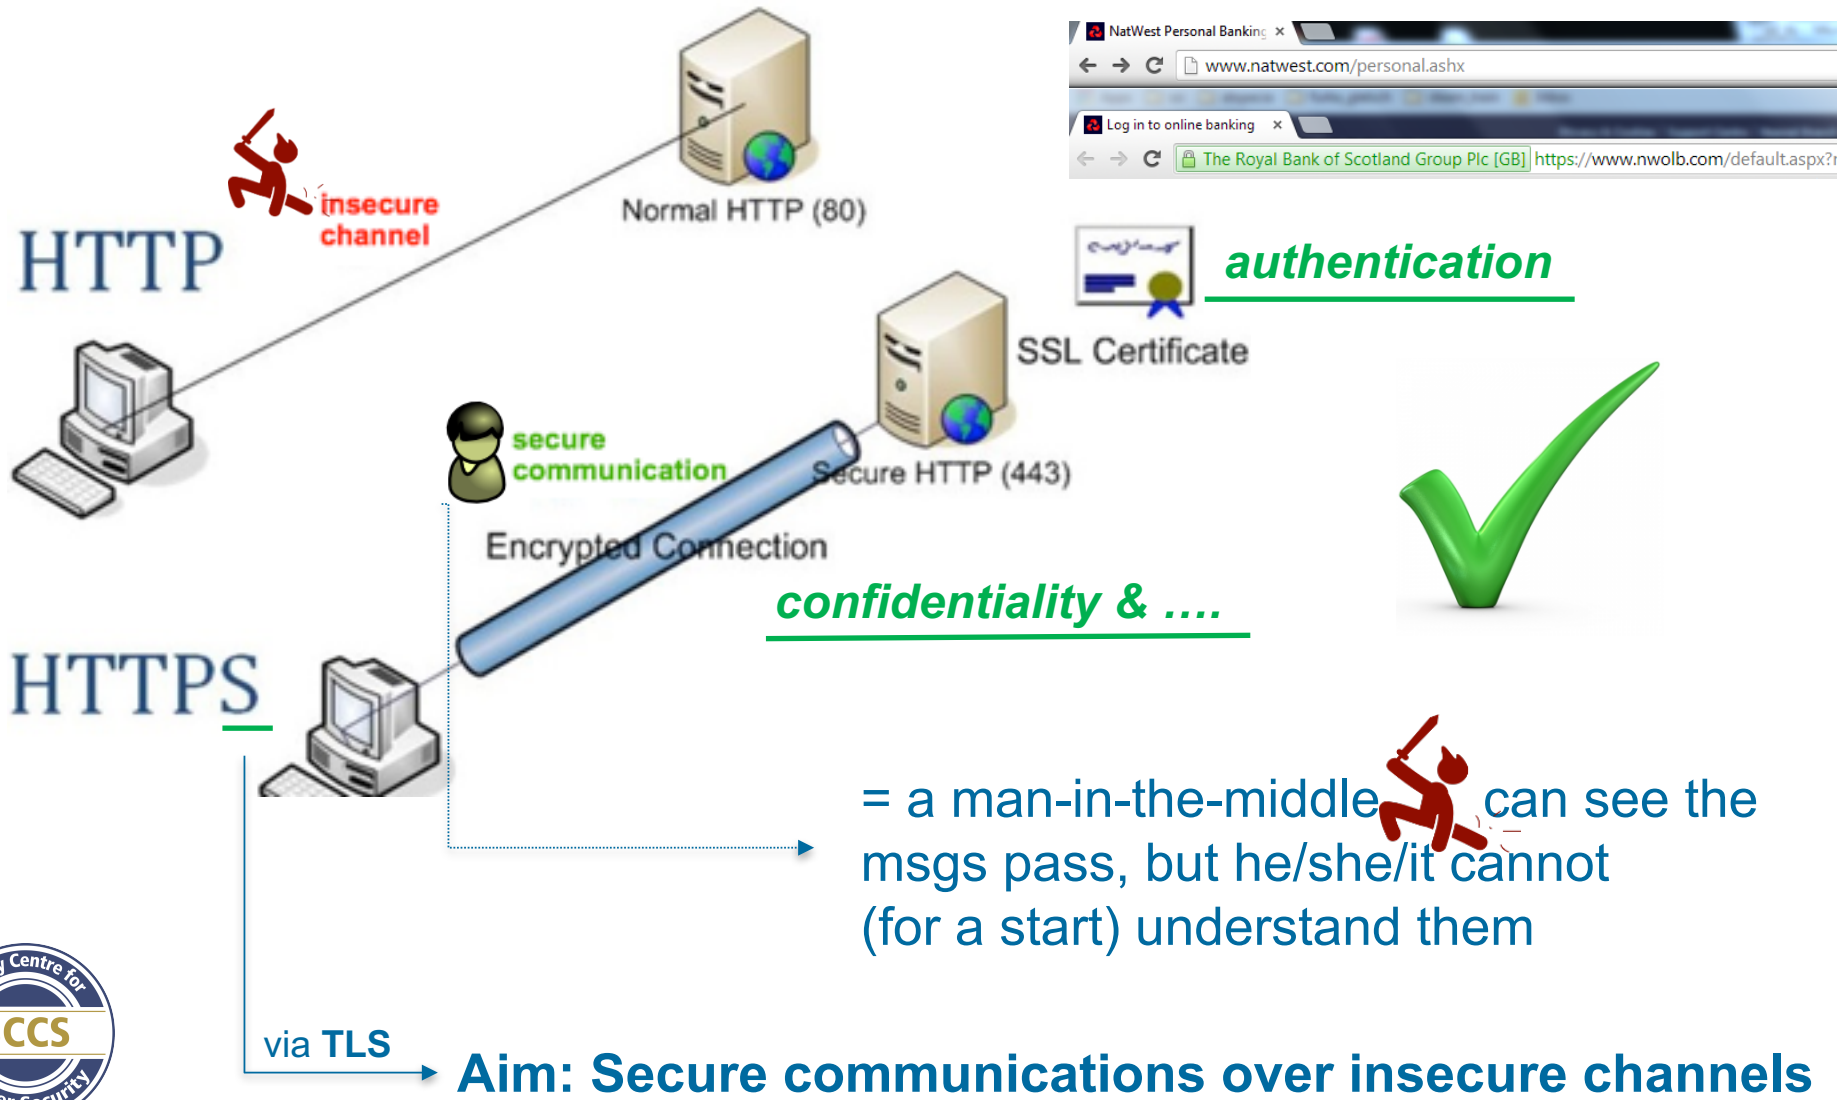 NatWest Personal Banking
www.natwest.com/personal.ashx
Log in to online banking
The Royal Bank of Scotland Group Plc [GB] https://www.nwolb.com/default.aspx?
insecure
channel
Normal HTTP (80)
HTTP
authentication
SSL Certificate
secure
communication
Secure HTTP (443)
Encrypted Connection
confidentiality & ....
HTTPS
= a man-in-the-middle can see the
msgs pass, but he/she/it cannot
(for a start) understand them
Centre for
CCS
Security
via TLS
Aim: Secure communications over insecure channels